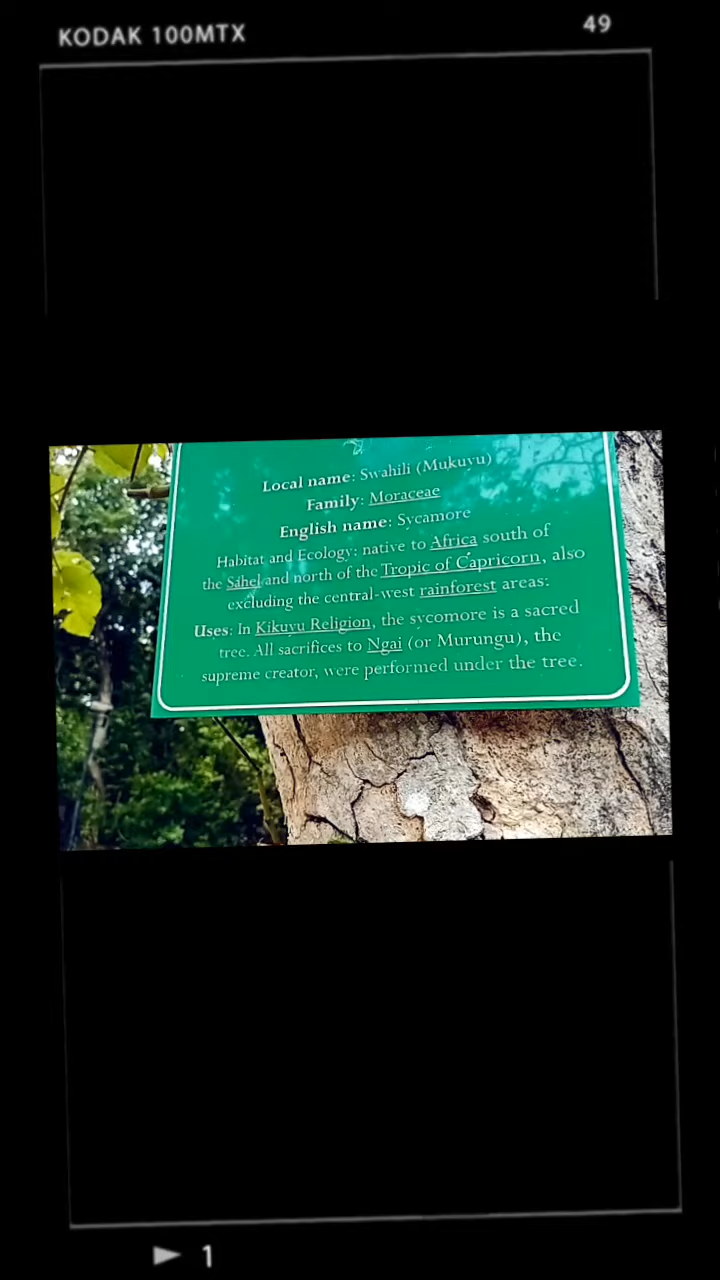 KODAK 100MTX
49
Local name: Swahili (Mukuyu)
Family: Moraceae
English name: Sycamore
Habitat and Ecology: native to Africa south of
the Sahel and north of the Tropic of Capricorn, also
excluding the central-west rainforest areas:
Uses: In Kikuyu Religion, the sycomore is a sacred
tree. All sacrifices to Ngai (or Murungu), the
supreme creator, were performed under the tree.
1